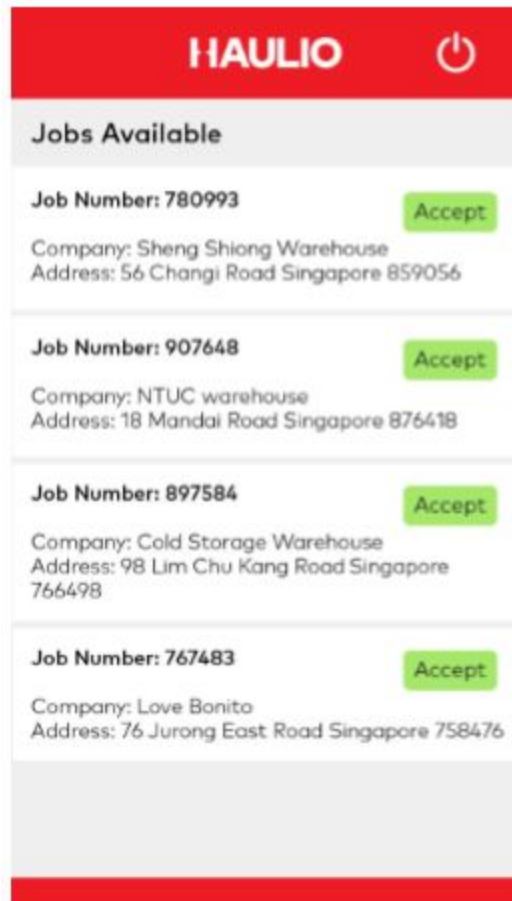 HAULIO
Jobs Available
Job Number: 780993
Accept
Company: Sheng Shiong Warehouse
Address: 56 Changi Road Singapore 859056
Job Number: 907648
Accept
Company: NTUC warehouse
Address: 18 Mandai Road Singapore 876418
Job Number: 897584
Accept
Company: Cold Storage Warehouse
Address: 98 Lim Chu Kang Road Singapore
766498
Job Number: 767483
Accept
Company: Love Bonito
Address: 76 Jurong East Road Singapore 758476